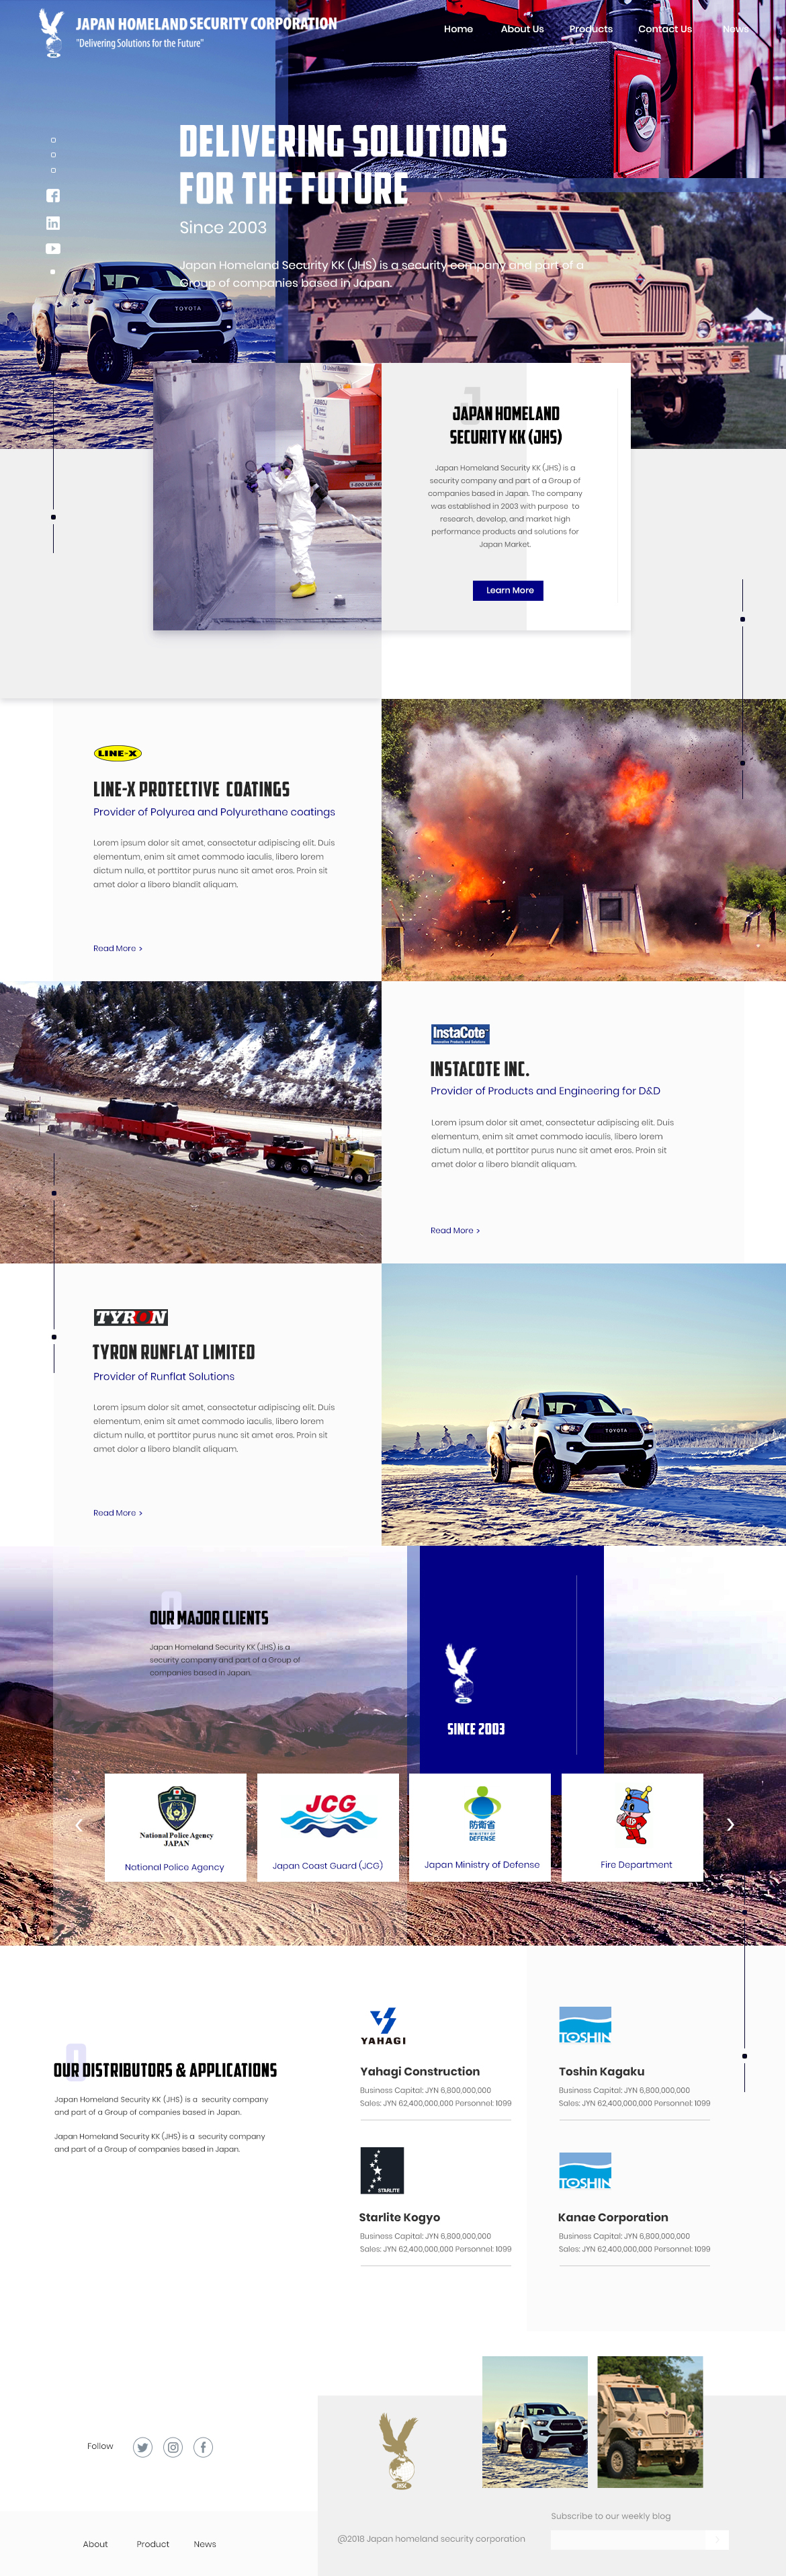 JAPAN HOMELAND SECURITY CORPORATION
"Delivering Solutions for the Future"
Home About Us Products Contact Us News
DELIVERING SOLUTIONS
FOR THE FUTURE
Since 2003
Japan Homeland Security KK (JHS) is a security company and part of a
Group of companies based in Japan.
TOYOTA
J
JAPAN HOMELAND
SECURITY KK (JHS)
Japan Homeland Security KK (JHS) is a
security company and part of a Group of
companies based in Japan. The company
was established in 2003 with purpose to
research, develop, and market high
performance products and solutions for
Japan Market.
Learn More
LINE-X
LINE-X PROTECTIVE COATINGS
Provider of Polyurea and Polyurethane coatings
Lorem ipsum dolor sit amet, consectetur adipiscing elit. Duis
elementum, enim sit amet commodo iaculis, libero lorem
dictum nulla, et porttitor purus nunc sit amet eros. Proin sit
amet dolor a libero blandit aliquam.
Read More >
InstaCote
Innovative Products and Solutions
INSTACOTE INC.
Provider of Products and Engineering for D&D
Lorem ipsum dolor sit amet, consectetur adipiscing elit. Duis
elementum, enim sit amet commodo iaculis, libero lorem
dictum nulla, et porttitor purus nunc sit amet eros. Proin sit
amet dolor a libero blandit aliquam.
Read More >
TYRON
TYRON RUNFLAT LIMITED
Provider of Runflat Solutions
Lorem ipsum dolor sit amet, consectetur adipiscing elit. Duis
elementum, enim sit amet commodo iaculis, libero lorem
dictum nulla, et porttitor purus nunc sit amet eros. Proin sit
amet dolor a libero blandit aliquam.
Read More >
TOYOTA
O
OUR MAJOR CLIENTS
Japan Homeland Security KK (JHS) is a
security company and part of a Group of
companies based in Japan.
SINCE 2003
National Police Agency
JAPAN
National Police Agency
JCG
Japan Coast Guard (JCG)
防衛省
MINISTRY OF
DEFENSE
Japan Ministry of Defense
Fire Department
O
OUR DISTRIBUTORS & APPLICATIONS
Japan Homeland Security KK (JHS) is a security company
and part of a Group of companies based in Japan.
Japan Homeland Security KK (JHS) is a security company
and part of a Group of companies based in Japan.
YAHAGI
Yahagi Construction
Business Capital: JYN 6,800,000,000
Sales: JYN 62,400,000,000 Personnel: 1099
TOSHIN
Toshin Kagaku
Business Capital: JYN 6,800,000,000
Sales: JYN 62,400,000,000 Personnel: 1099
STARLITE
Starlite Kogyo
Business Capital: JYN 6,800,000,000
Sales: JYN 62,400,000,000 Personnel: 1099
TOSHIN
Kanae Corporation
Business Capital: JYN 6,800,000,000
Sales: JYN 62,400,000,000 Personnel: 1099
Follow
About Product News
JHSC
@2018 Japan homeland security corporation
Subscribe to our weekly blog